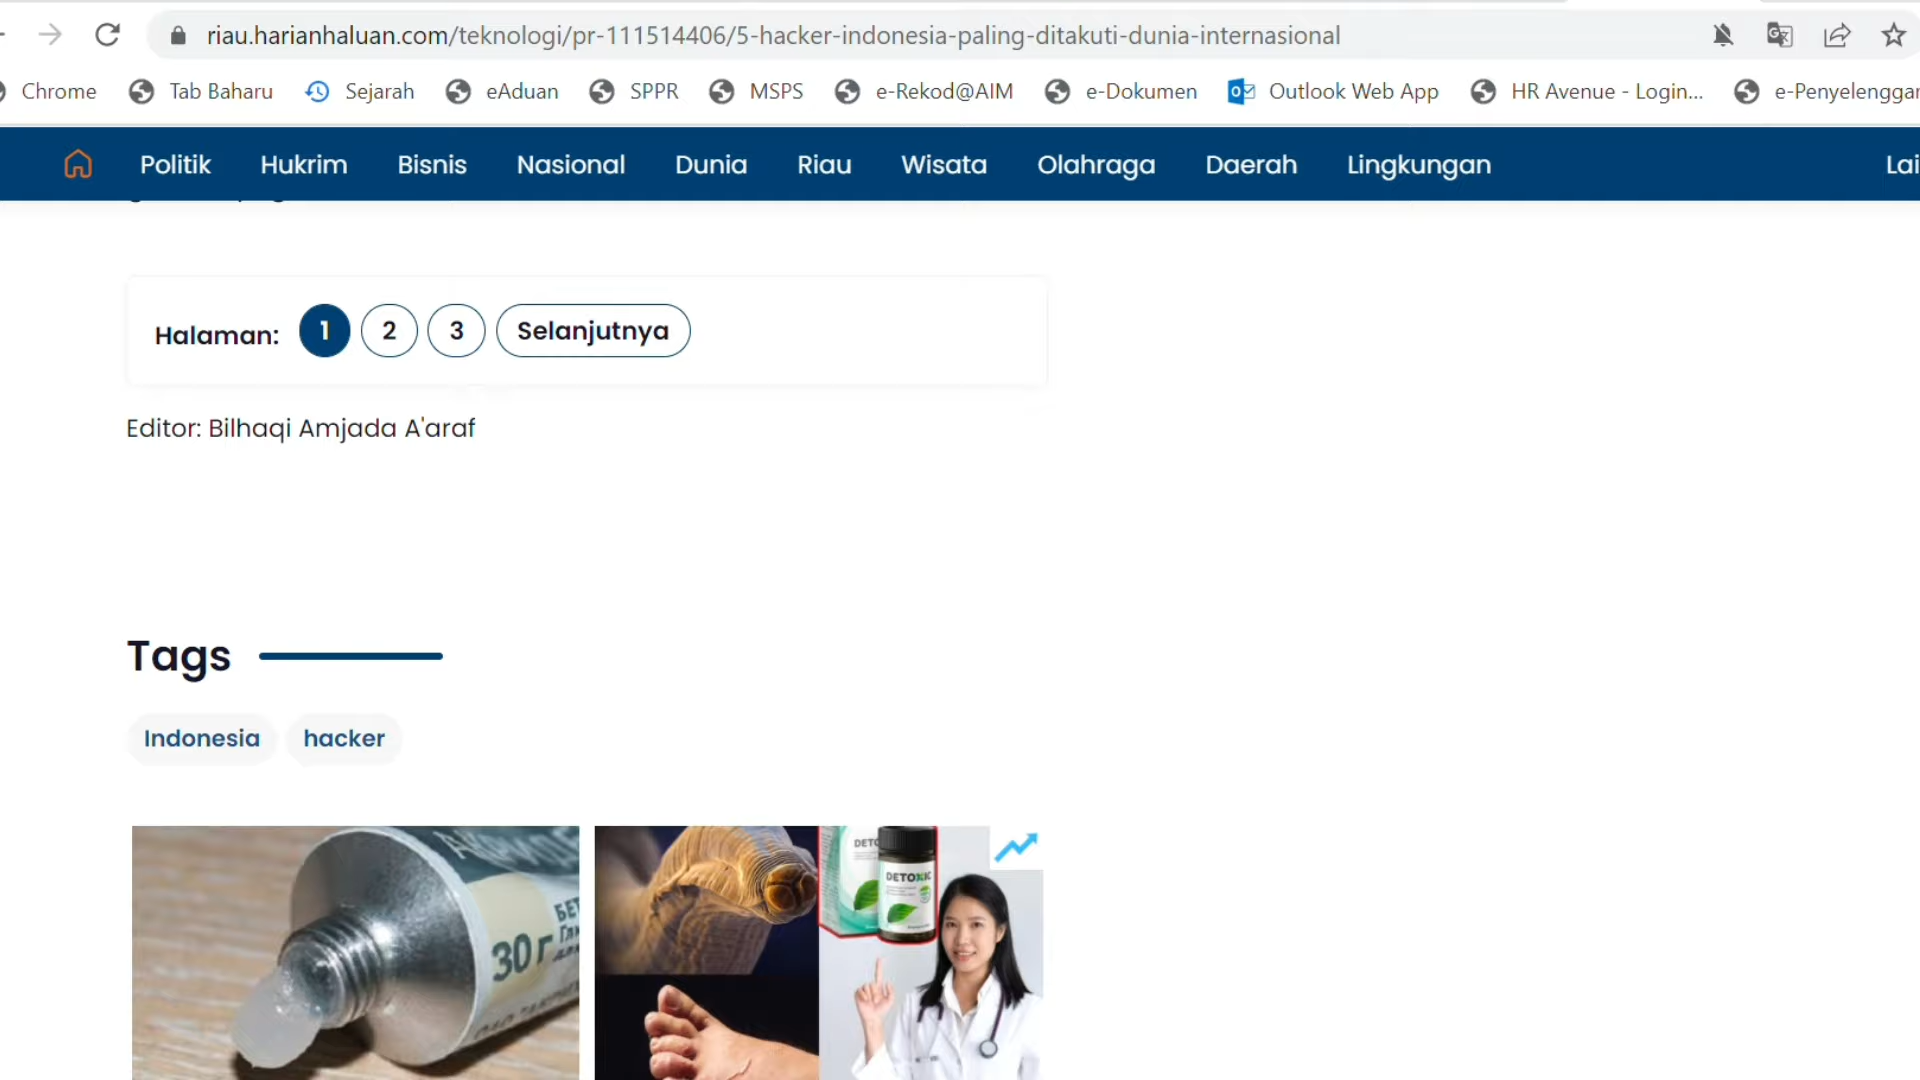 riau.harianhaluan.com/teknologi/pr-111514406/5-hacker-indonesia-paling-ditakuti-dunia-internasional
Chrome Tab Baharu Sejarah eAduan SPPR MSPS e-Rekod@AIM e-Dokumen Outlook Web App HR Avenue - Login... e-Penyelenggar
Politik Hukrim Bisnis Nasional Dunia Riau Wisata Olahraga Daerah Lingkungan Lai
Halaman: 1 2 3 Selanjutnya
Editor: Bilhaqi Amjada A'araf
Tags
Indonesia hacker
30 г
DETOXIC